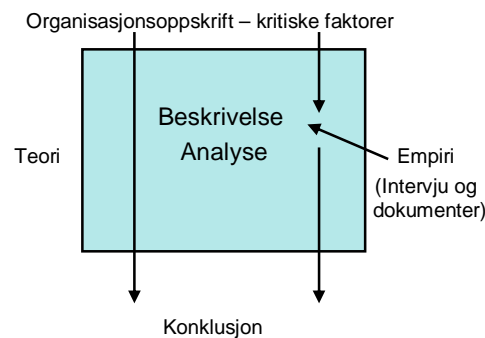 Organisasjonsoppskrift – kritiske faktorer
Beskrivelse
Analyse
Teori
Empiri
(Intervju og
dokumenter)
Konklusjon